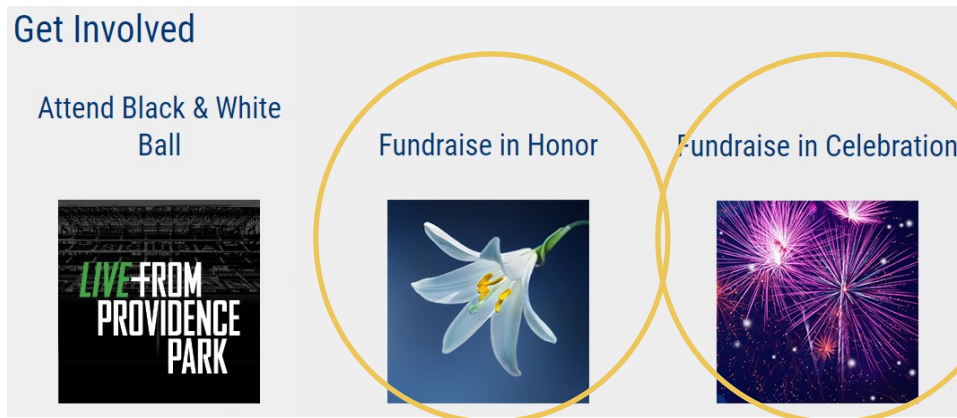 Get Involved
Attend Black & White
Ball
Fundraise in Honor
Fundraise in Celebration
LIVE FROM
PROVIDENCE
PARK